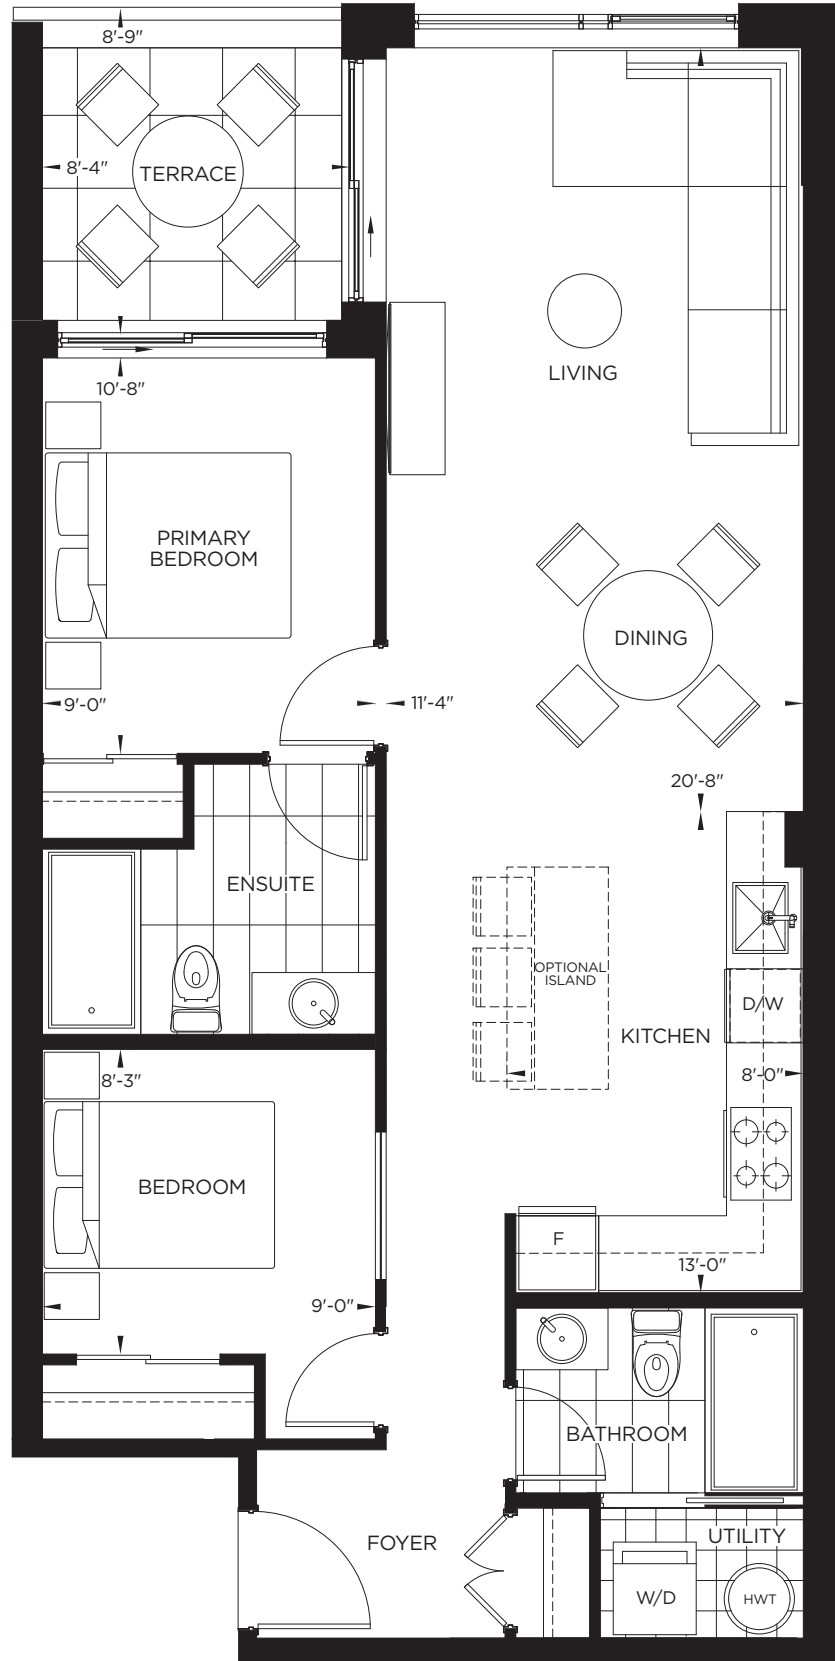 8'-9"
8'-4"
TERRACE
10'-8"
LIVING
PRIMARY
BEDROOM
DINING
9'-0"
11'-4"
20'-8"
ENSUITE
OPTIONAL
ISLAND
D/W
KITCHEN
8'-3"
8'-0"
BEDROOM
F
13'-0"
9'-0"
BATHROOM
FOYER
UTILITY
W/D
HWT